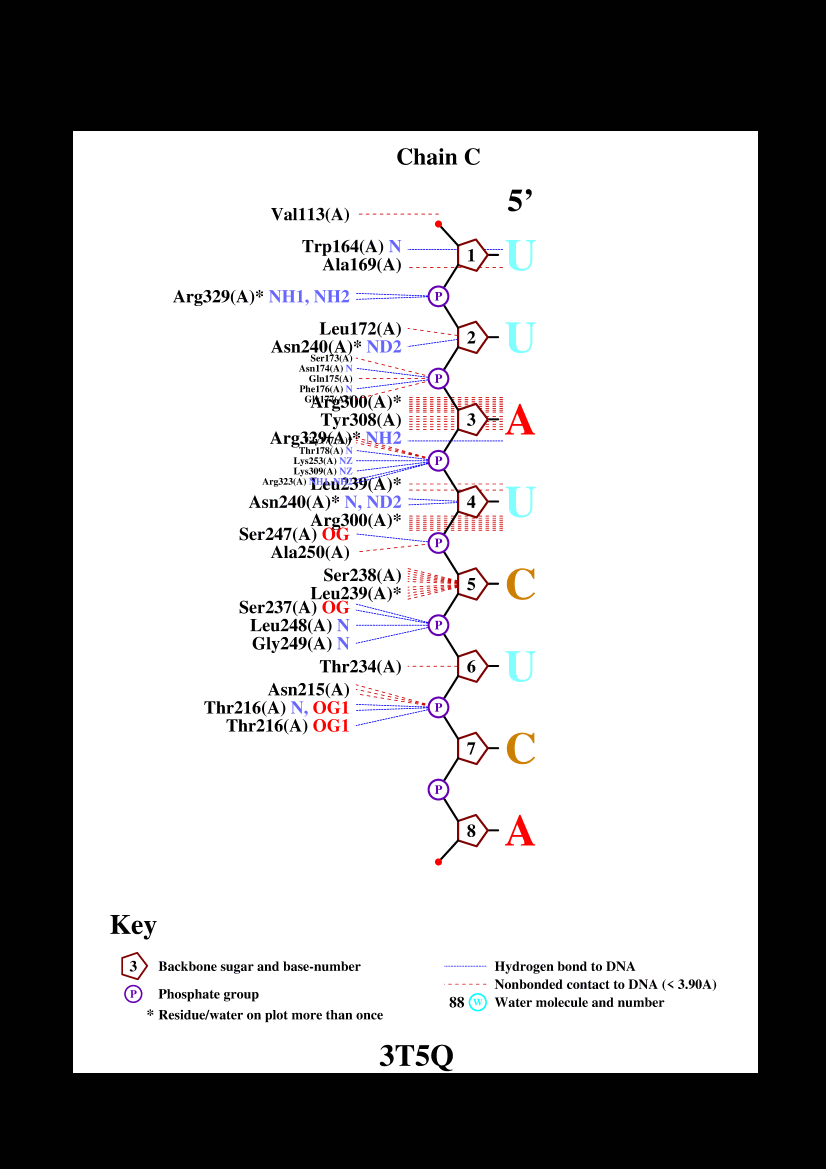 Chain C
5’
Val113(A)
Trp164(A) N
1 U
Ala169(A)
Arg329(A)* NH1, NH2 P
Leu172(A)
2 U
Asn240(A)* ND2
Ser173(A)
Asn174(A) N
Gln175(A) P
Phe176(A) N
Arg300(A)*
Tyr308(A) 3 A
Arg329(A)* NH2
Thr178(A) N
Lys253(A) NZ P
Lys309(A) NZ
Arg323(A)
Leu239(A)*
Asn240(A)* N, ND2 4 U
Arg300(A)*
Ser247(A) OG
P
Ala250(A)
Ser238(A)
5 C
Leu239(A)*
Ser237(A) OG
Leu248(A) N P
Gly249(A) N
Thr234(A) 6 U
Asn215(A)
Thr216(A) N, OG1 P
Thr216(A) OG1
7 C
P
8 A
Key
3 Backbone sugar and base-number
Hydrogen bond to DNA
Nonbonded contact to DNA (< 3.90A)
P Phosphate group
88 W Water molecule and number
* Residue/water on plot more than once
3T5Q